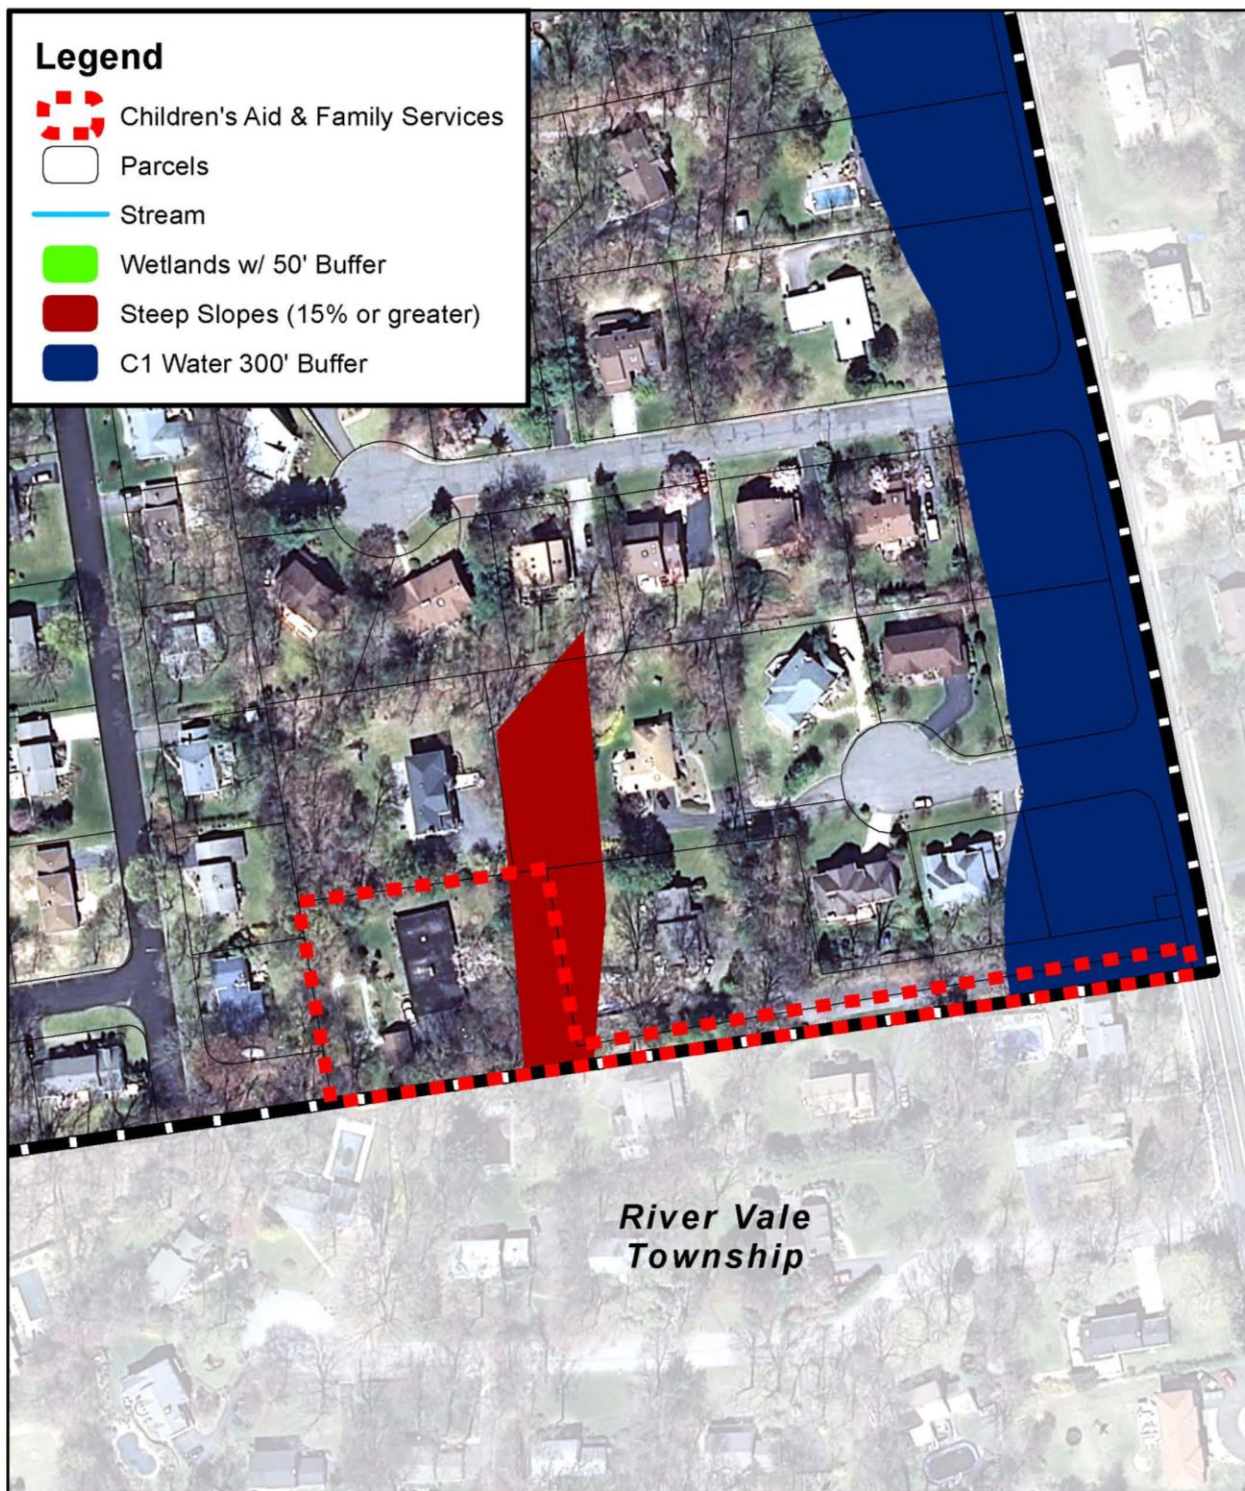 Legend
Children's Aid & Family Services
Parcels
Stream
Wetlands w/ 50' Buffer
Steep Slopes (15% or greater)
C1 Water 300' Buffer
River Vale
Township